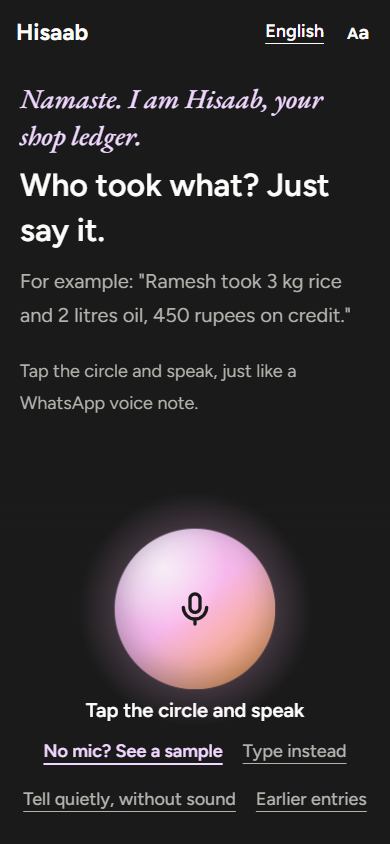 Hisaab
English
Aa
Namaste. I am Hisaab, your
shop ledger.
Who took what? Just
say it.
For example: "Ramesh took 3 kg rice
and 2 litres oil, 450 rupees on credit."
Tap the circle and speak, just like a
WhatsApp voice note.
Tap the circle and speak
No mic? See a sample
Type instead
Tell quietly, without sound
Earlier entries